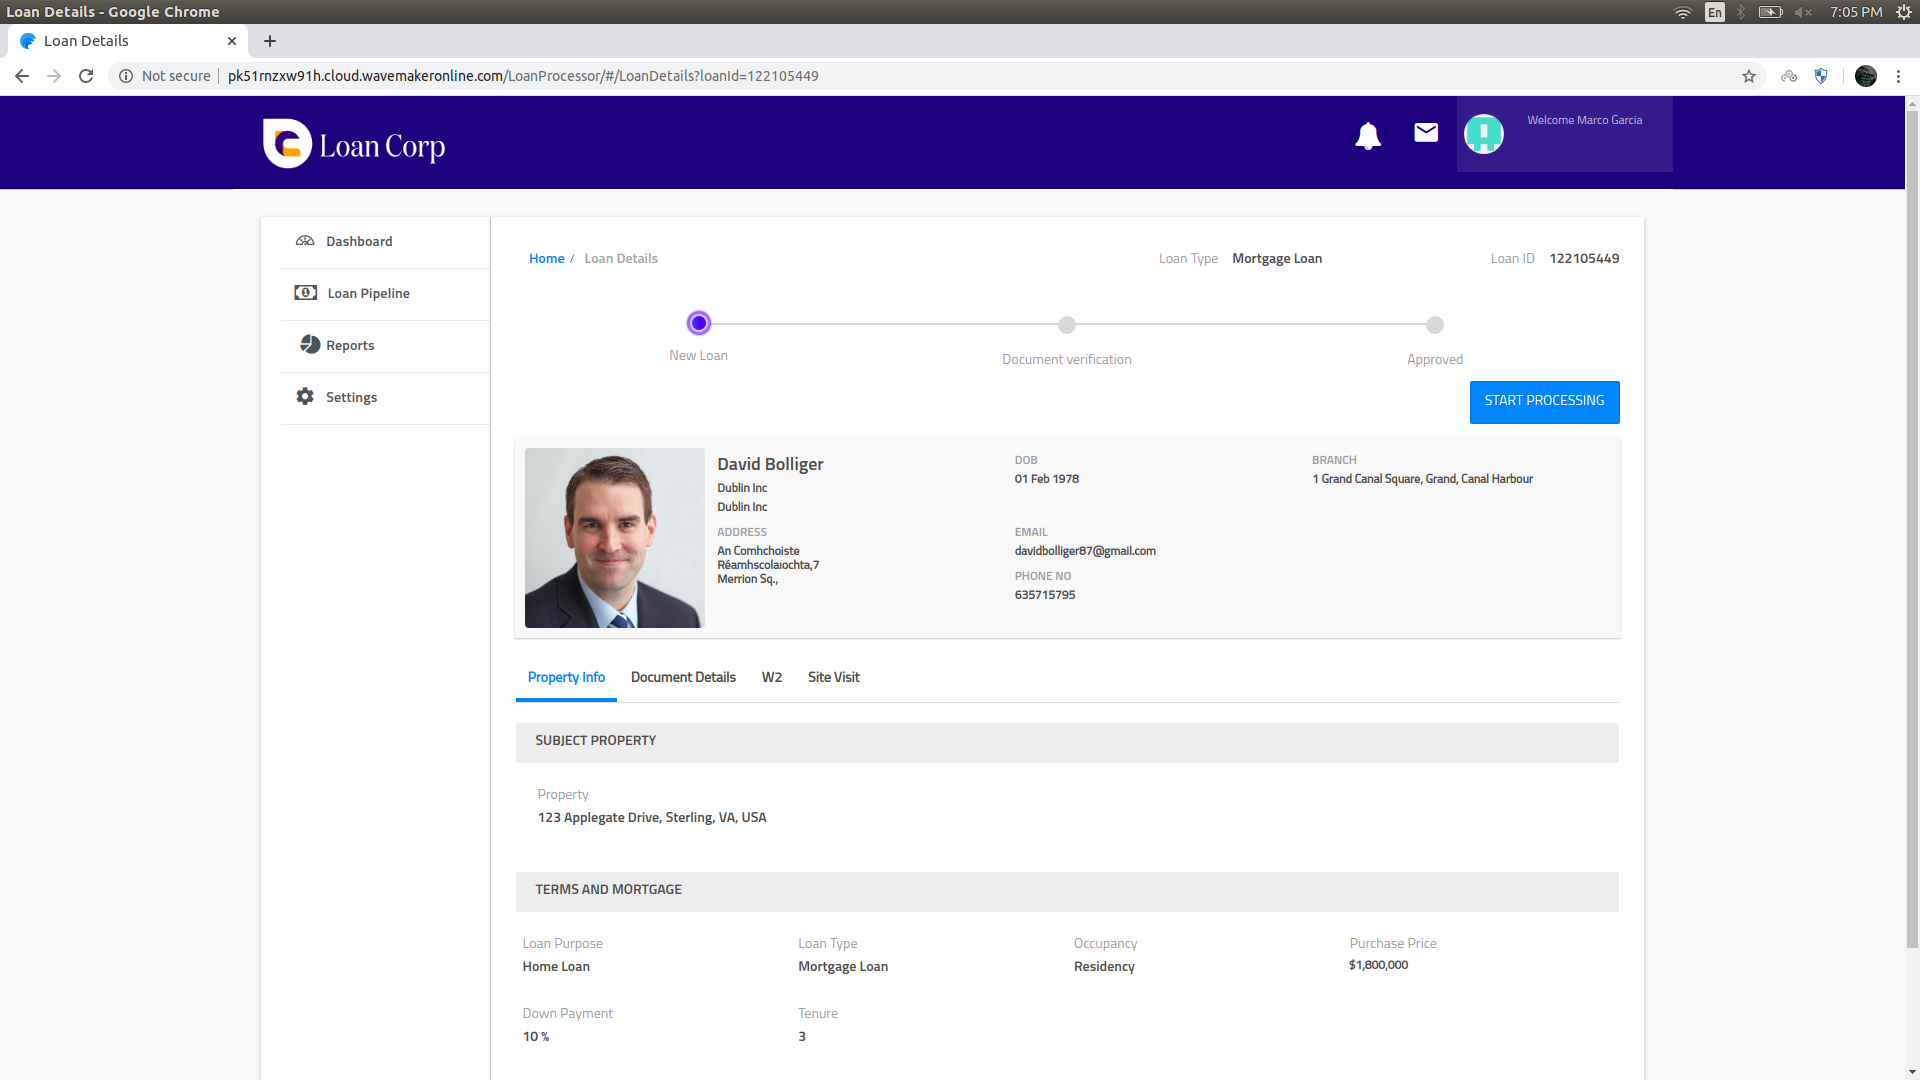 Loan Details - Google Chrome
En
7:05 PM
Loan Details
Not secure
pk51rnzxw91h.cloud.wavemakeronline.com/LoanProcessor/#/LoanDetails?loanId=122105449
Loan Corp
Welcome Marco Garcia
Dashboard
Loan Pipeline
Reports
Settings
Home / Loan Details
Loan Type Mortgage Loan
Loan ID 122105449
New Loan
Document verification
Approved
START PROCESSING
David Bolliger
Dublin Inc
Dublin Inc
ADDRESS
An Comhchoiste
Réamhscolaíochta,7
Merrion Sq.,
DOB
01 Feb 1978
EMAIL
davidbolliger87@gmail.com
PHONE NO
635715795
BRANCH
1 Grand Canal Square, Grand, Canal Harbour
Property Info
Document Details
W2
Site Visit
SUBJECT PROPERTY
Property
123 Applegate Drive, Sterling, VA, USA
TERMS AND MORTGAGE
Loan Purpose
Home Loan
Loan Type
Mortgage Loan
Occupancy
Residency
Purchase Price
$1,800,000
Down Payment
10 %
Tenure
3